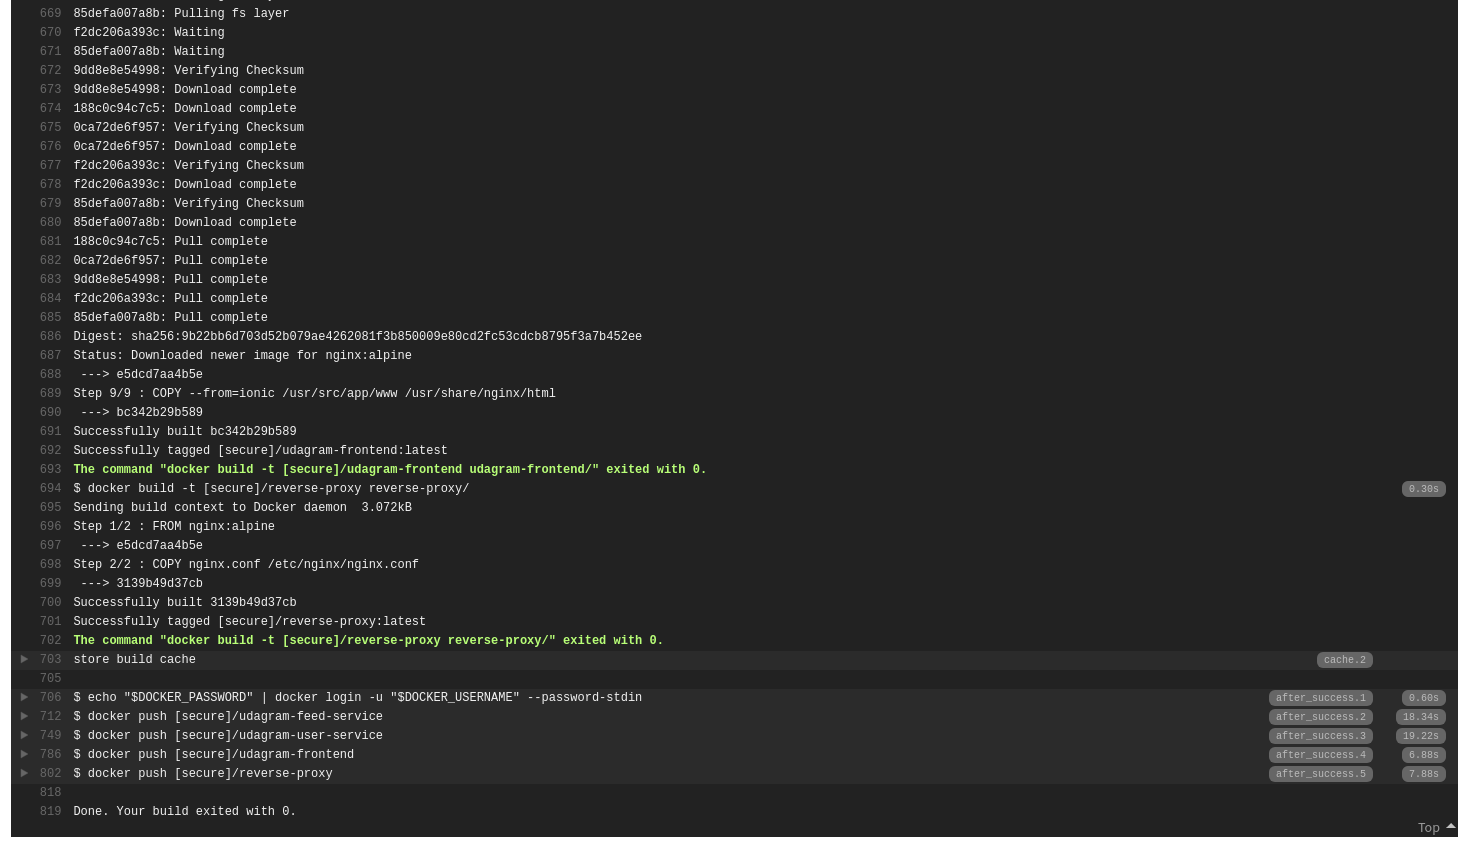 669 85defa007a8b: Pulling fs layer
670 f2dc206a393c: Waiting
671 85defa007a8b: Waiting
672 9dd8e8e54998: Verifying Checksum
673 9dd8e8e54998: Download complete
674 188c0c94c7c5: Download complete
675 0ca72de6f957: Verifying Checksum
676 0ca72de6f957: Download complete
677 f2dc206a393c: Verifying Checksum
678 f2dc206a393c: Download complete
679 85defa007a8b: Verifying Checksum
680 85defa007a8b: Download complete
681 188c0c94c7c5: Pull complete
682 0ca72de6f957: Pull complete
683 9dd8e8e54998: Pull complete
684 f2dc206a393c: Pull complete
685 85defa007a8b: Pull complete
686 Digest: sha256:9b22bb6d703d52b079ae4262081f3b850009e80cd2fc53cdcb8795f3a7b452ee
687 Status: Downloaded newer image for nginx:alpine
688 ---> e5dcd7aa4b5e
689 Step 9/9 : COPY --from=ionic /usr/src/app/www /usr/share/nginx/html
690 ---> bc342b29b589
691 Successfully built bc342b29b589
692 Successfully tagged [secure]/udagram-frontend:latest
693 The command "docker build -t [secure]/udagram-frontend udagram-frontend/" exited with 0.
694 $ docker build -t [secure]/reverse-proxy reverse-proxy/ 0.30s
695 Sending build context to Docker daemon  3.072kB
696 Step 1/2 : FROM nginx:alpine
697 ---> e5dcd7aa4b5e
698 Step 2/2 : COPY nginx.conf /etc/nginx/nginx.conf
699 ---> 3139b49d37cb
700 Successfully built 3139b49d37cb
701 Successfully tagged [secure]/reverse-proxy:latest
702 The command "docker build -t [secure]/reverse-proxy reverse-proxy/" exited with 0.
703 store build cache cache.2
705
706 $ echo "$DOCKER_PASSWORD" | docker login -u "$DOCKER_USERNAME" --password-stdin after_success.1 0.60s
712 $ docker push [secure]/udagram-feed-service after_success.2 18.34s
749 $ docker push [secure]/udagram-user-service after_success.3 19.22s
786 $ docker push [secure]/udagram-frontend after_success.4 6.88s
802 $ docker push [secure]/reverse-proxy after_success.5 7.88s
818
819 Done. Your build exited with 0.
Top